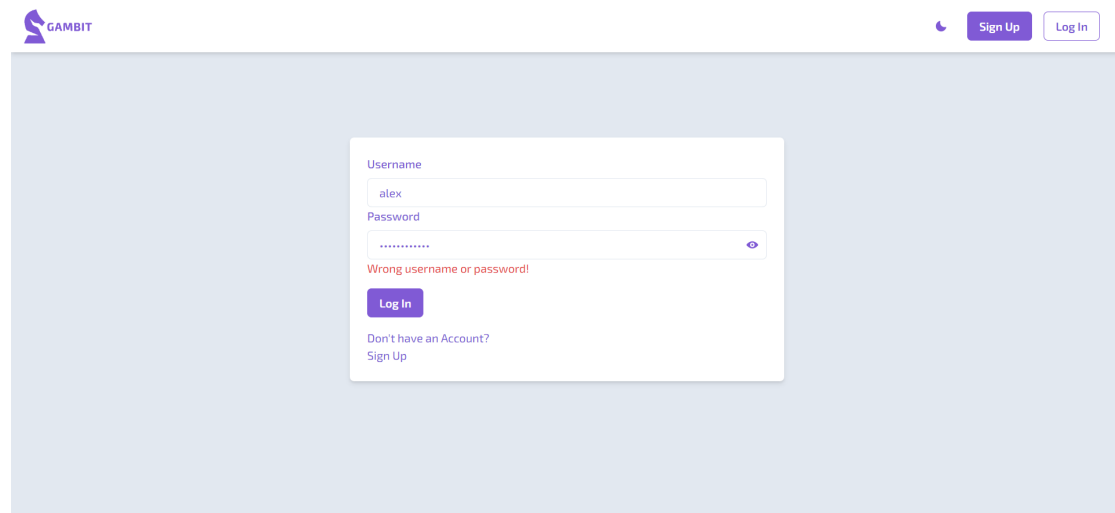 GAMBIT
Sign Up
Log In
Username
alex
Password
••••••••••••
Wrong username or password!
Log In
Don't have an Account?
Sign Up